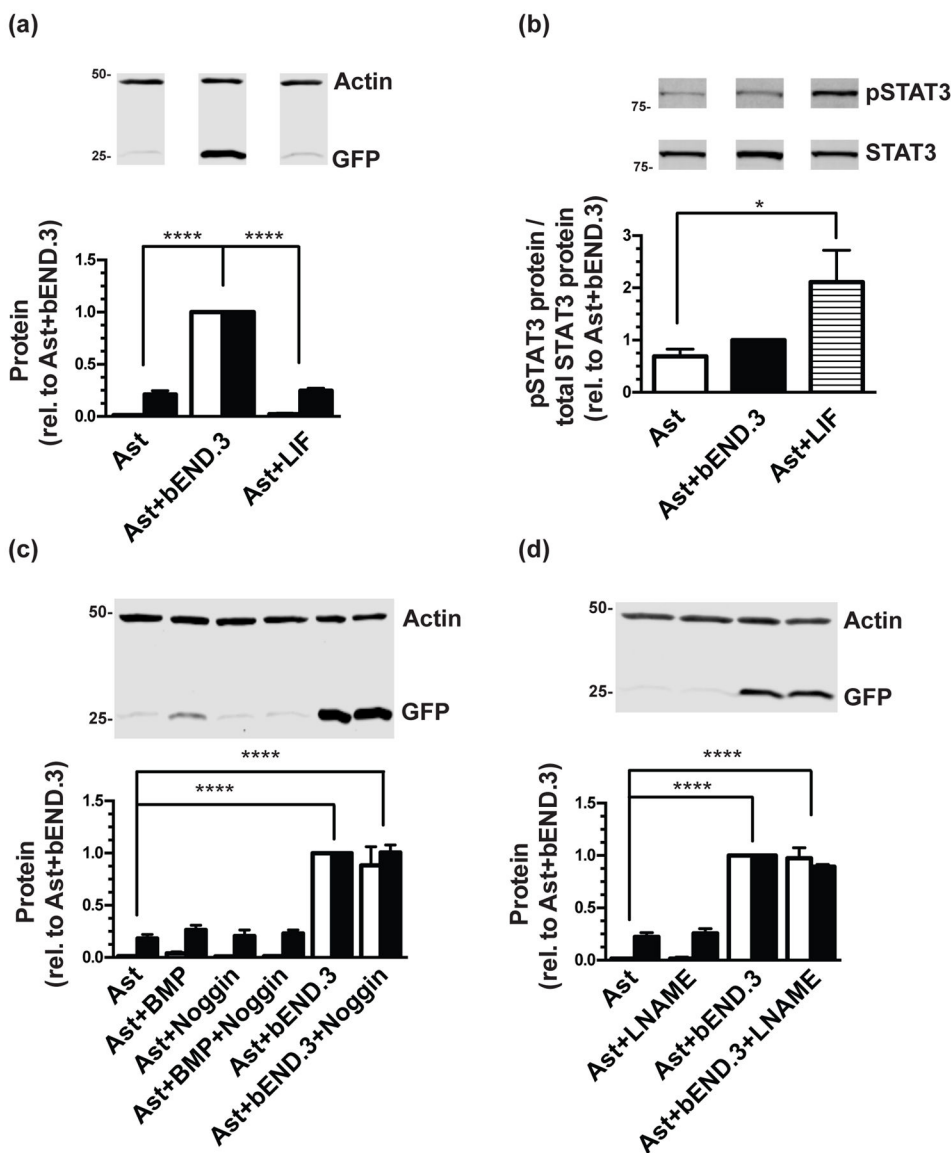 (a)
50-
Actin
25-
GFP
Protein
(rel. to Ast+bEND.3)
1.5
1.0
0.5
0.0
****
****
Ast
Ast+bEND.3
Ast+LIF
(b)
pSTAT3
75-
STAT3
75-
pSTAT3 protein /
total STAT3 protein
(rel. to Ast+bEND.3)
3
2
1
0
*
Ast
Ast+bEND.3
Ast+LIF
(c)
50-
Actin
25-
GFP
Protein
(rel. to Ast+bEND.3)
1.5
1.0
0.5
0.0
****
****
Ast
Ast+BMP
Ast+Noggin
Ast+BMP+Noggin
Ast+bEND.3
Ast+bEND.3+Noggin
(d)
50-
Actin
25-
GFP
Protein
(rel. to Ast+bEND.3)
1.5
1.0
0.5
0.0
****
****
Ast
Ast+LNAME
Ast+bEND.3
Ast+bEND.3+LNAME